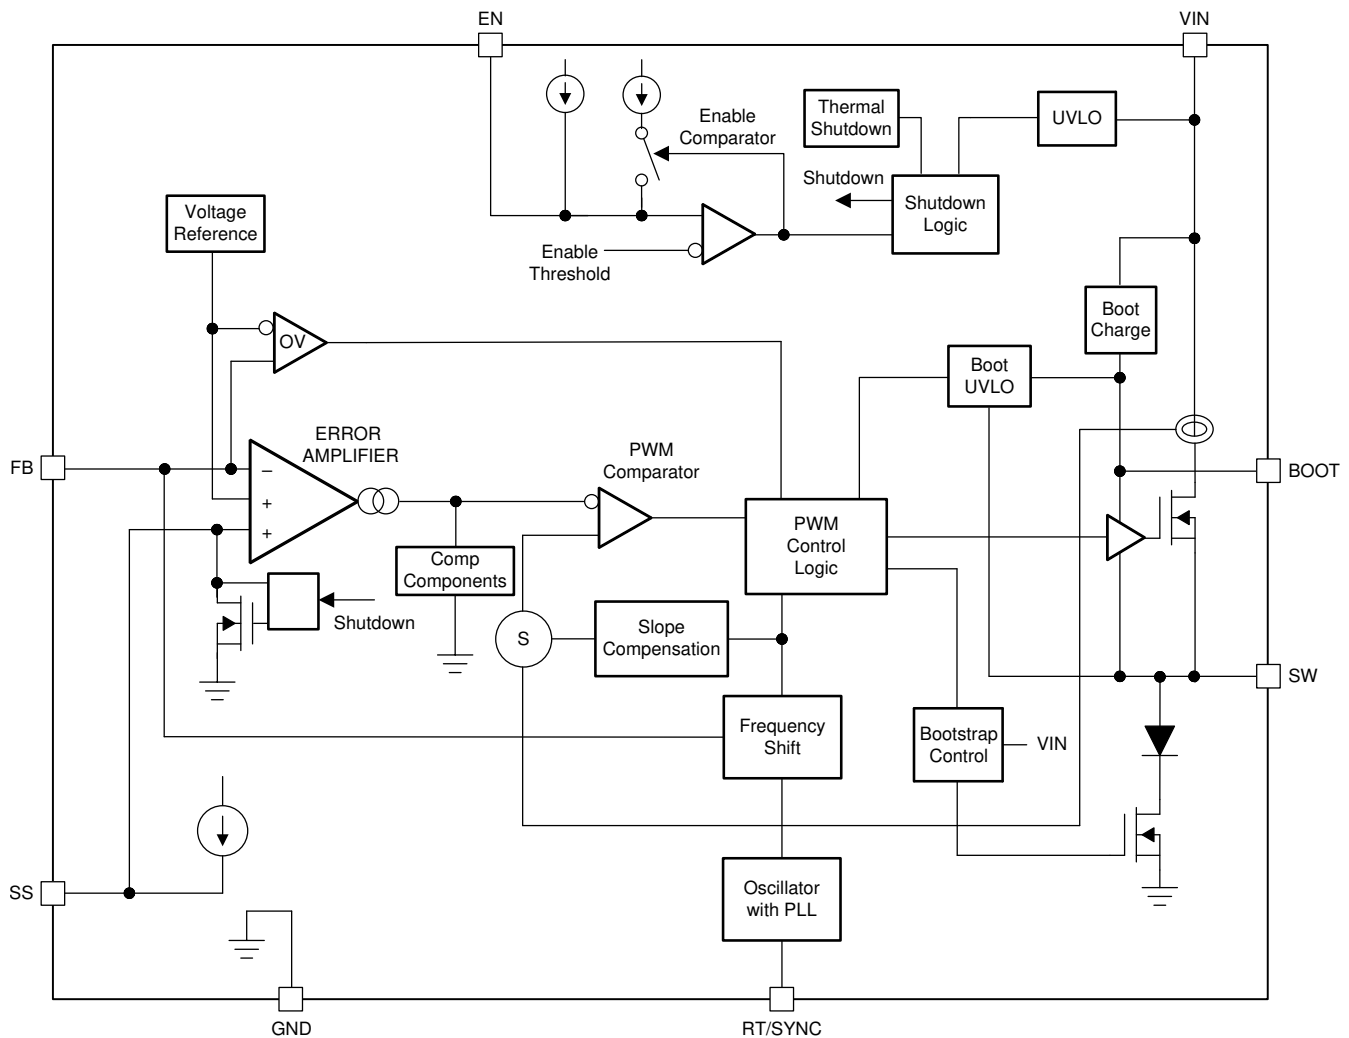 EN
VIN
Thermal
Shutdown
UVLO
Enable
Comparator
Shutdown
Shutdown
Logic
Voltage
Reference
Enable
Threshold
Boot
Charge
OV
Boot
UVLO
ERROR
AMPLIFIER
PWM
Comparator
FB
−
+
+
BOOT
PWM
Control
Logic
Comp
Components
Shutdown
S
Slope
Compensation
SW
Frequency
Shift
Bootstrap
Control
VIN
SS
Oscillator
with PLL
GND
RT/SYNC